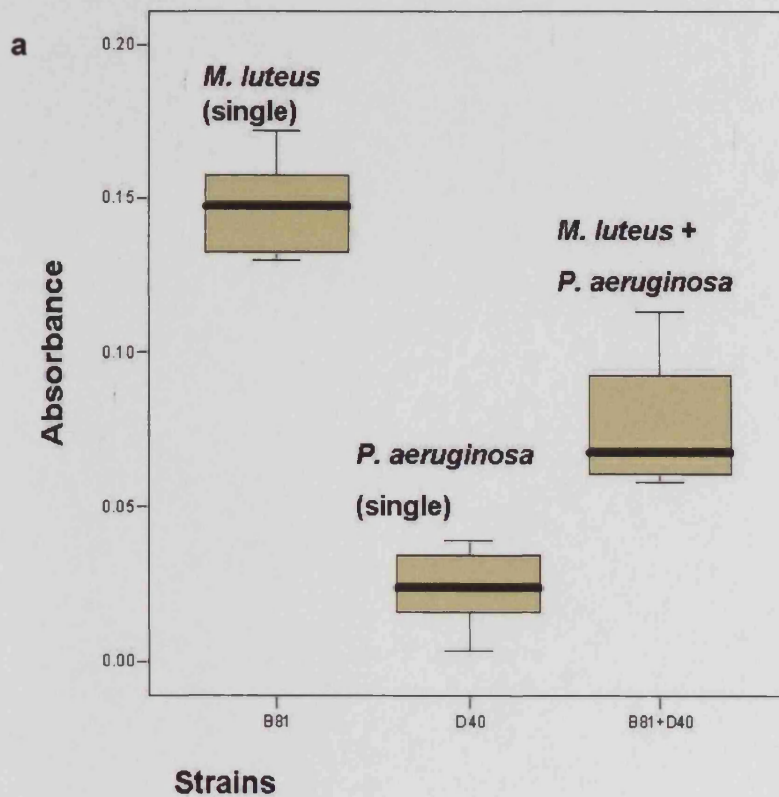 a
0.20
M. luteus
(single)
0.15
M. luteus +
P. aeruginosa
Absorbance
0.10
P. aeruginosa
(single)
0.05
0.00
B81
D40
B81+D40
Strains